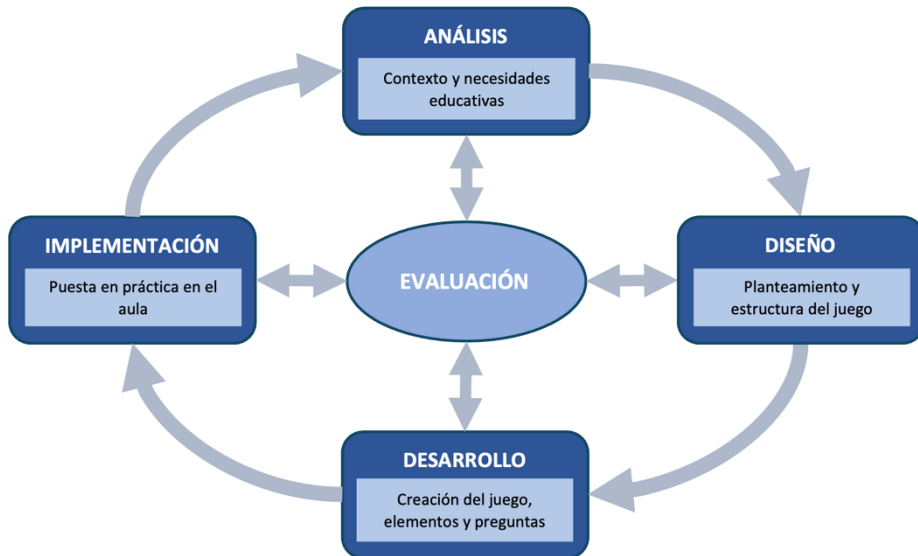 ANÁLISIS
Contexto y necesidades
educativas
IMPLEMENTACIÓN
Puesta en práctica en el
aula
EVALUACIÓN
DISEÑO
Planteamiento y
estructura del juego
DESARROLLO
Creación del juego,
elementos y preguntas